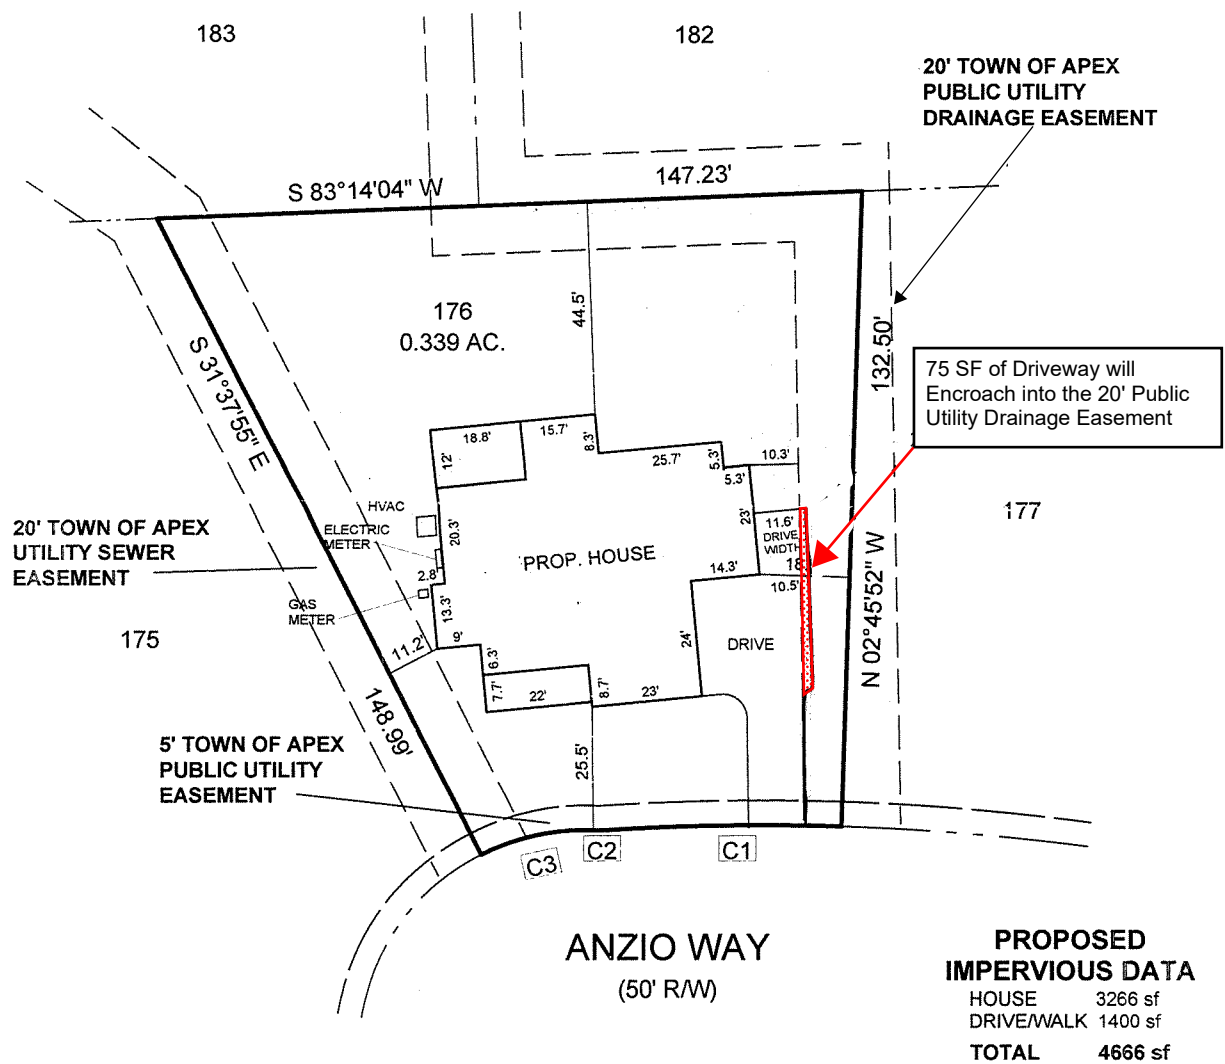 183
182
20' TOWN OF APEX
PUBLIC UTILITY
DRAINAGE EASEMENT
S 83°14'04" W
147.23'
176
0.339 AC.
44.5'
132.50'
S 31°37'55" E
75 SF of Driveway will
Encroach into the 20' Public
Utility Drainage Easement
18.8'
15.7'
8.3'
12'
25.7'
5.3'
10.3'
5.3'
HVAC
ELECTRIC
METER
20.3'
23'
11.6'
DRIVE
WIDTH
177
20' TOWN OF APEX
UTILITY SEWER
EASEMENT
PROP. HOUSE
2.8'
14.3'
18
10.5'
GAS
METER
13.3'
175
N 02°45'52" W
11.2'
9'
6.3'
24'
DRIVE
7.7'
22'
8.7'
23'
148.99'
5' TOWN OF APEX
PUBLIC UTILITY
EASEMENT
25.5'
C3
C2
C1
ANZIO WAY
(50' R/W)
PROPOSED
IMPERVIOUS DATA
HOUSE 3266 sf
DRIVE/WALK 1400 sf
TOTAL 4666 sf